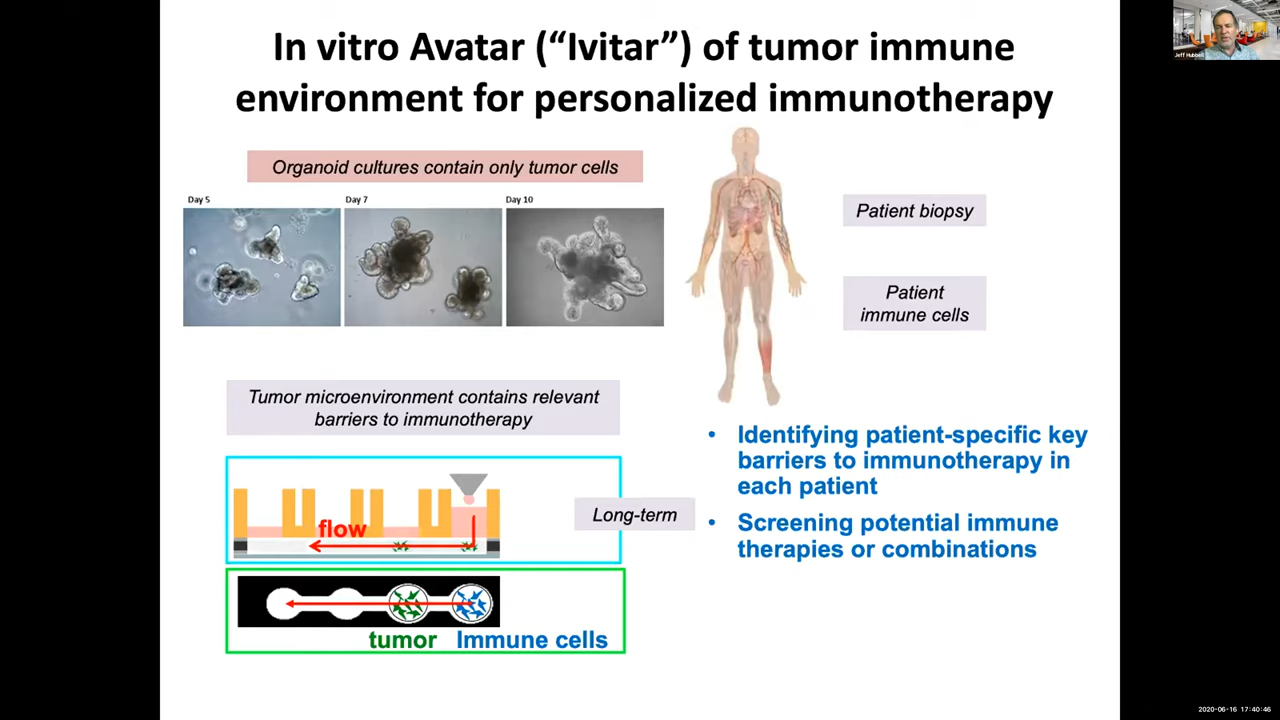 In vitro Avatar (“Ivitar”) of tumor immune
environment for personalized immunotherapy
Organoid cultures contain only tumor cells
Day 5
Day 7
Day 10
Patient biopsy
Patient
immune cells
Tumor microenvironment contains relevant
barriers to immunotherapy
flow
Long-term
tumor
Immune cells
• Identifying patient-specific key
barriers to immunotherapy in
each patient
• Screening potential immune
therapies or combinations
Jeff Hubbell
2020-06-16 17:40:46